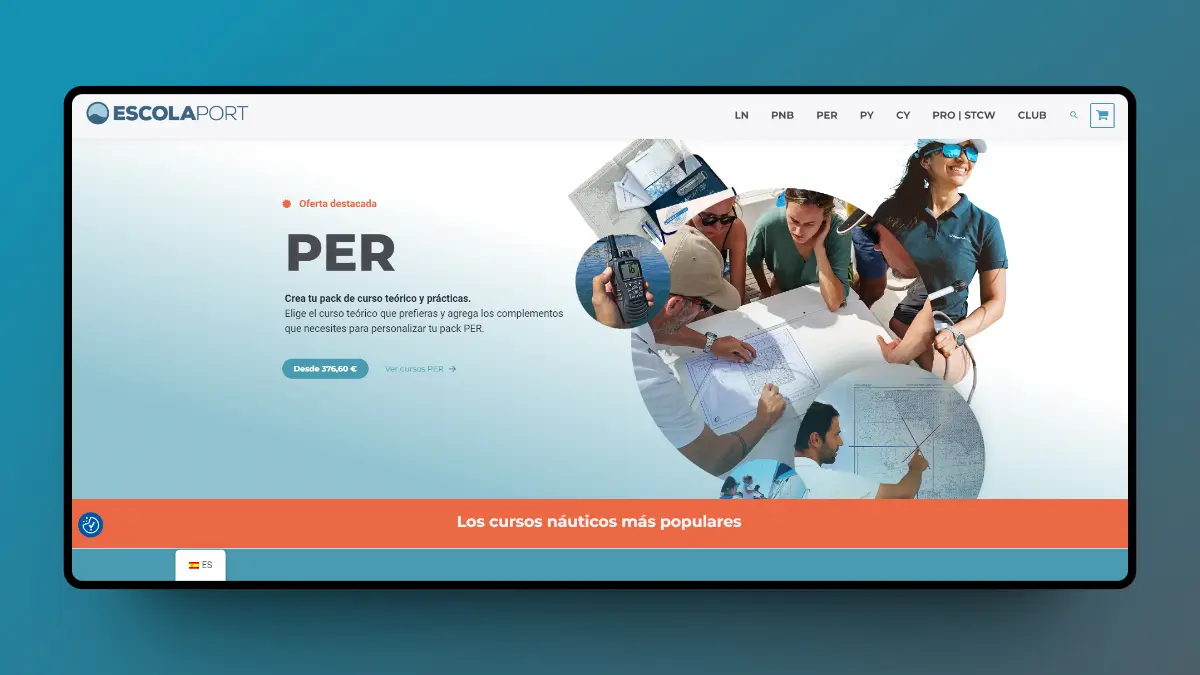 ESCOLAPORT
LN PNB PER PY CY PRO | STCW CLUB
Oferta destacada
PER
Crea tu pack de curso teórico y prácticas.
Elige el curso teórico que prefieras y agrega los complementos
que necesites para personalizar tu pack PER.
Desde 376,60 € Ver cursos PER →
16
Los cursos náuticos más populares
ES